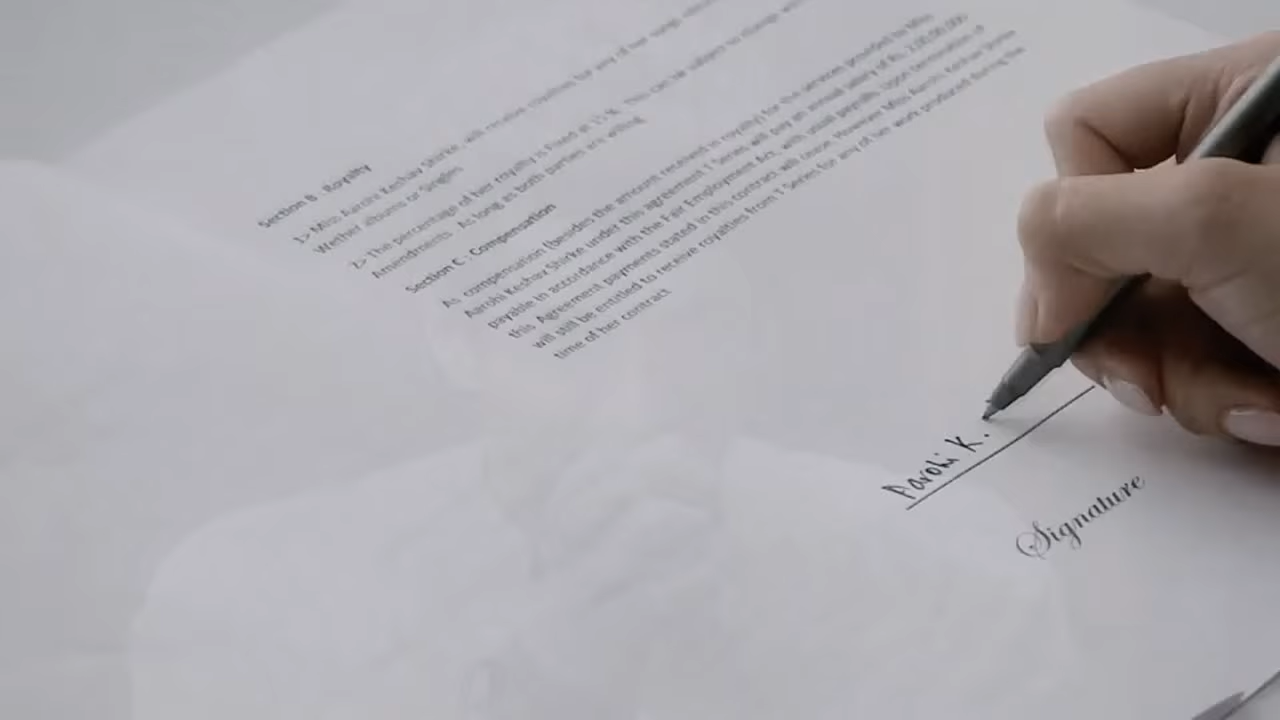 Section B : Royalty
1> Miss Aarohi Keshav Shirke, will receive royalties for any of her songs
Wether albums or Singles
2> The percentage of her royalty is Fixed at 15 %. This can be subject to change
Amendments . As long as both parties are willing
Section C : Compensation
As compensation (besides the amount received in royalty) for the services provided by Miss
Aarohi Keshav Shirke under this agreement T Series will pay an annual salary of Rs. 2,00,00,000
payable in accordance with the Fair Employment Act, with usual payrolls. Upon termination of
this Agreement payments stated in this contract will cease. However Miss Aarohi Keshav Shirke
will still be entitled to receive royalties from T Series for any of her work produced during the
time of her contract
Aarohi K.
Signature